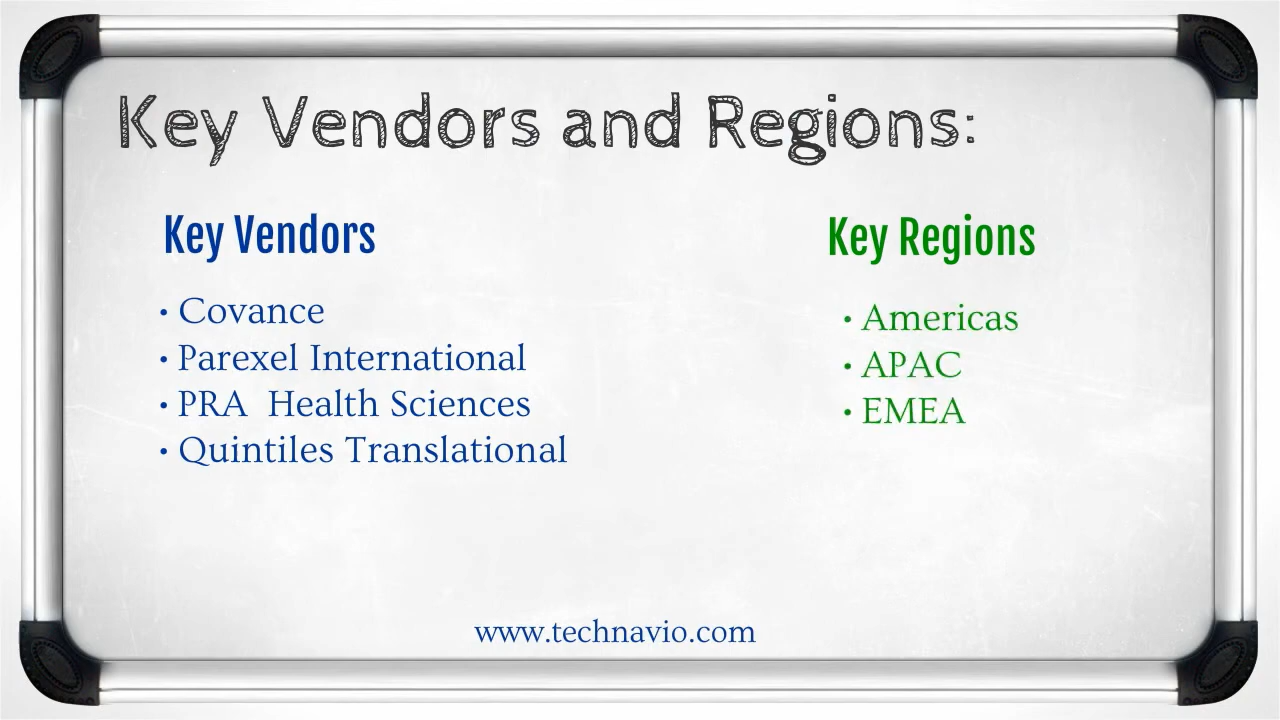 Key Vendors and Regions:
Key Vendors
• Covance
• Parexel International
• PRA  Health Sciences
• Quintiles Translational
Key Regions
• Americas
• APAC
• EMEA
www.technavio.com